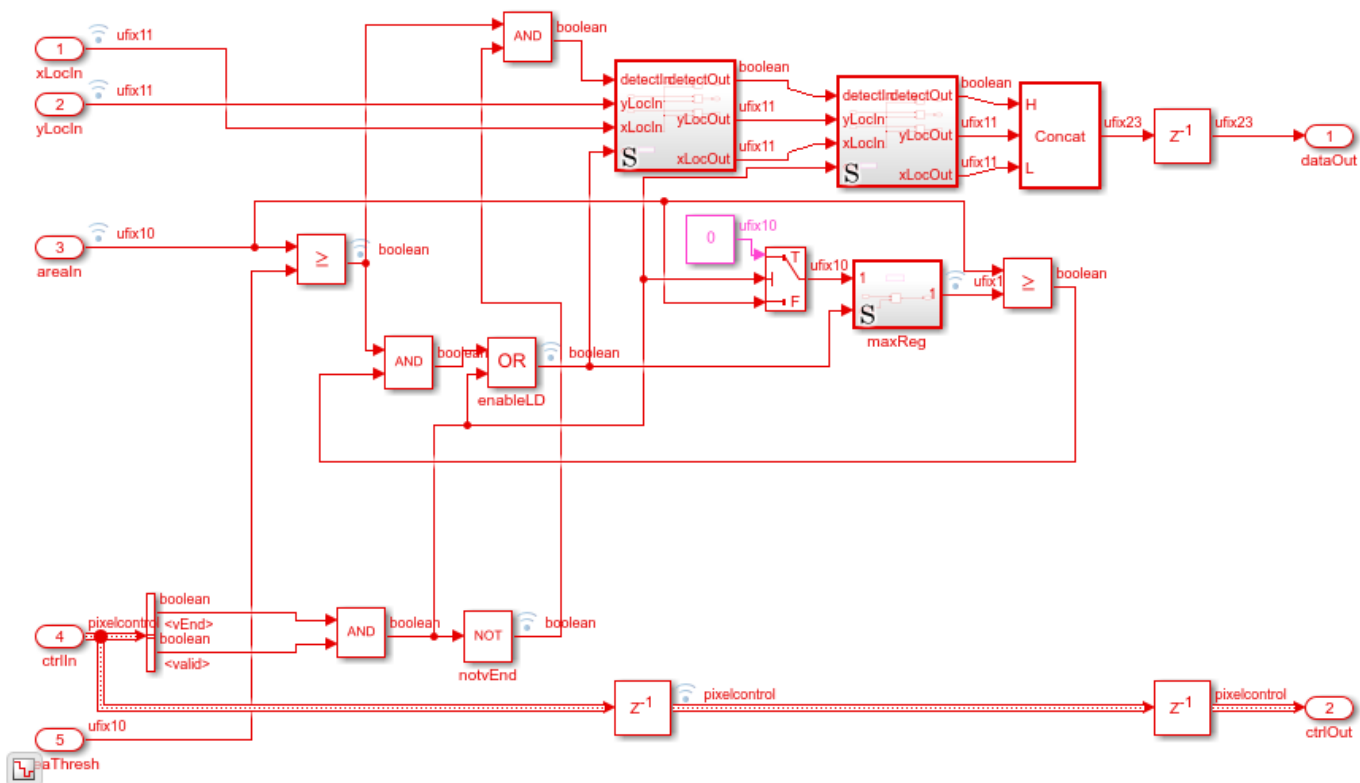 1
xLocIn
ufix11
2
yLocIn
ufix11
AND
boolean
detectIn
detectOut
yLocIn
yLocOut
xLocIn
xLocOut
S
boolean
ufix11
ufix11
detectIn
detectOut
yLocIn
yLocOut
xLocIn
xLocOut
S
boolean
ufix11
ufix11
H
Concat
L
ufix23
z-1
ufix23
1
dataOut
3
areaIn
ufix10
≥
boolean
0
ufix10
T
F
ufix10
1
1
S
maxReg
ufix1
≥
boolean
AND
boolean
OR
enableLD
boolean
4
ctrlIn
pixelcontrol
boolean
<vEnd>
boolean
<valid>
AND
boolean
NOT
notvEnd
boolean
z-1
pixelcontrol
z-1
pixelcontrol
2
ctrlOut
5
eaThresh
ufix10